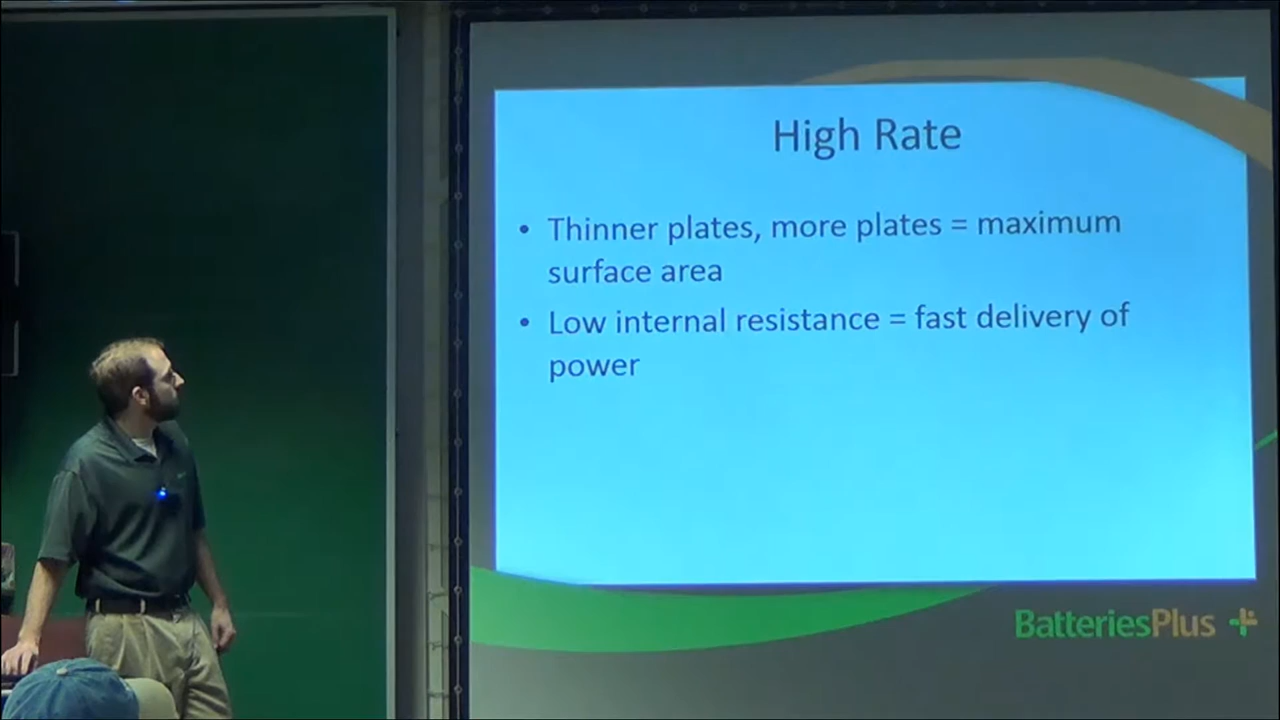 High Rate
• Thinner plates, more plates = maximum
surface area
• Low internal resistance = fast delivery of
power
BatteriesPlus